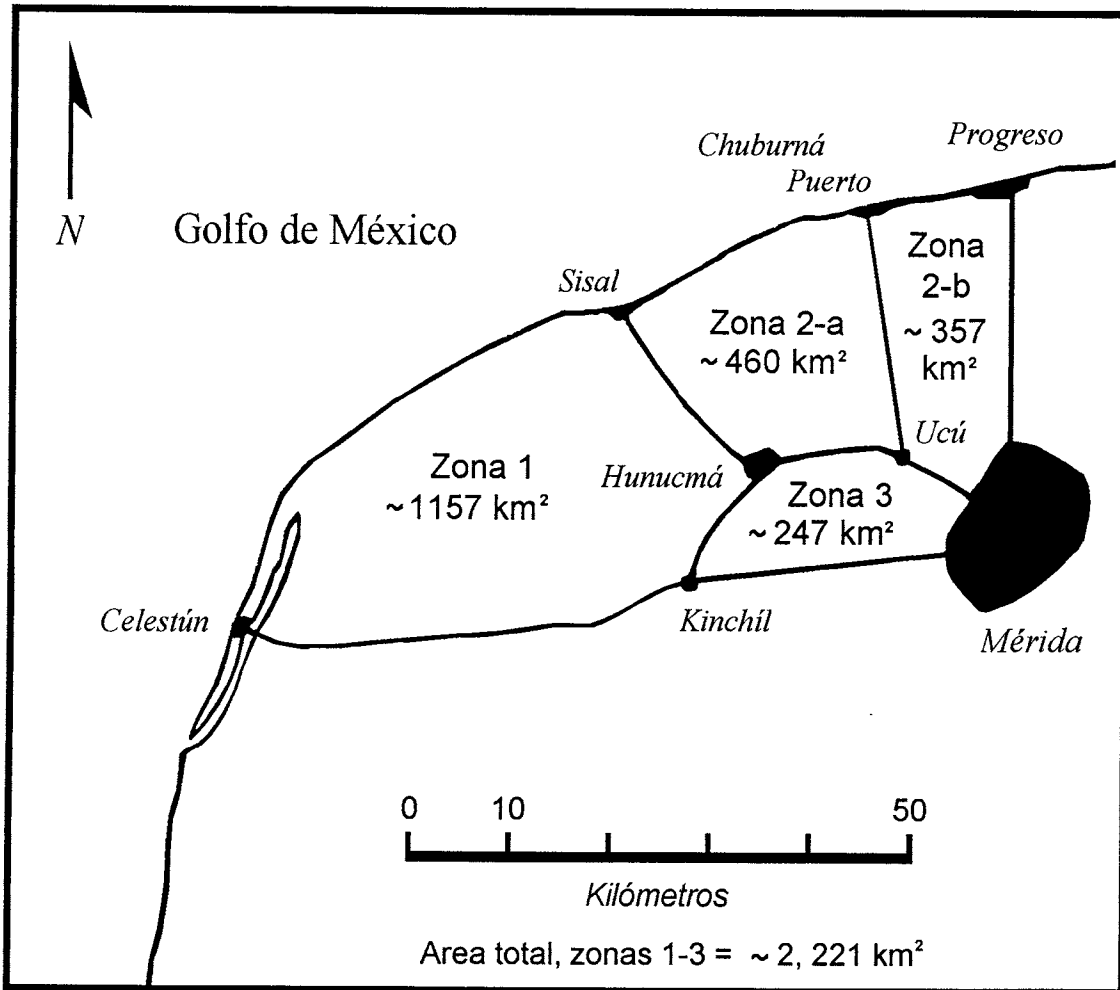 Progreso
Chuburná
Puerto
N
Golfo de México
Zona
2-b
~ 357
km²
Sisal
Zona 2-a
~ 460 km²
Ucú
Zona 1
~1157 km²
Hunucmá
Zona 3
~ 247 km²
Celestún
Kinchíl
Mérida
0 10 50
Kilómetros
Area total, zonas 1-3 = ~ 2, 221 km²